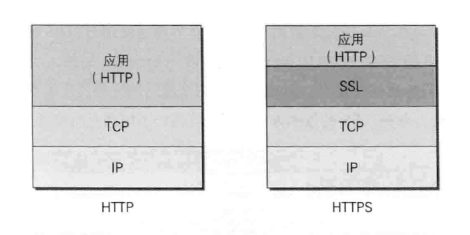 应用
( HTTP )
TCP
IP
HTTP
应用
( HTTP )
SSL
TCP
IP
HTTPS